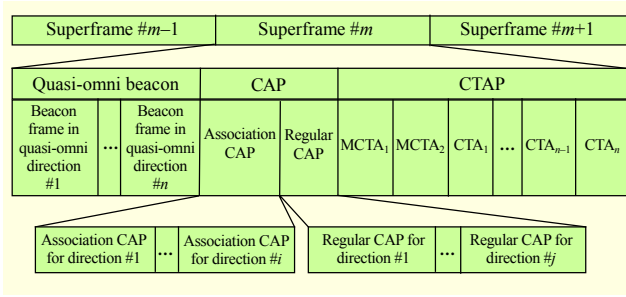 Superframe #m–1 Superframe #m Superframe #m+1
Quasi-omni beacon CAP CTAP
Beacon frame in quasi-omni direction #1
...
Beacon frame in quasi-omni direction #n
Association CAP
Regular CAP
MCTA1 MCTA2 CTA1 ... CTAn–1 CTAn
Association CAP for direction #1
...
Association CAP for direction #i
Regular CAP for direction #1
...
Regular CAP for direction #j